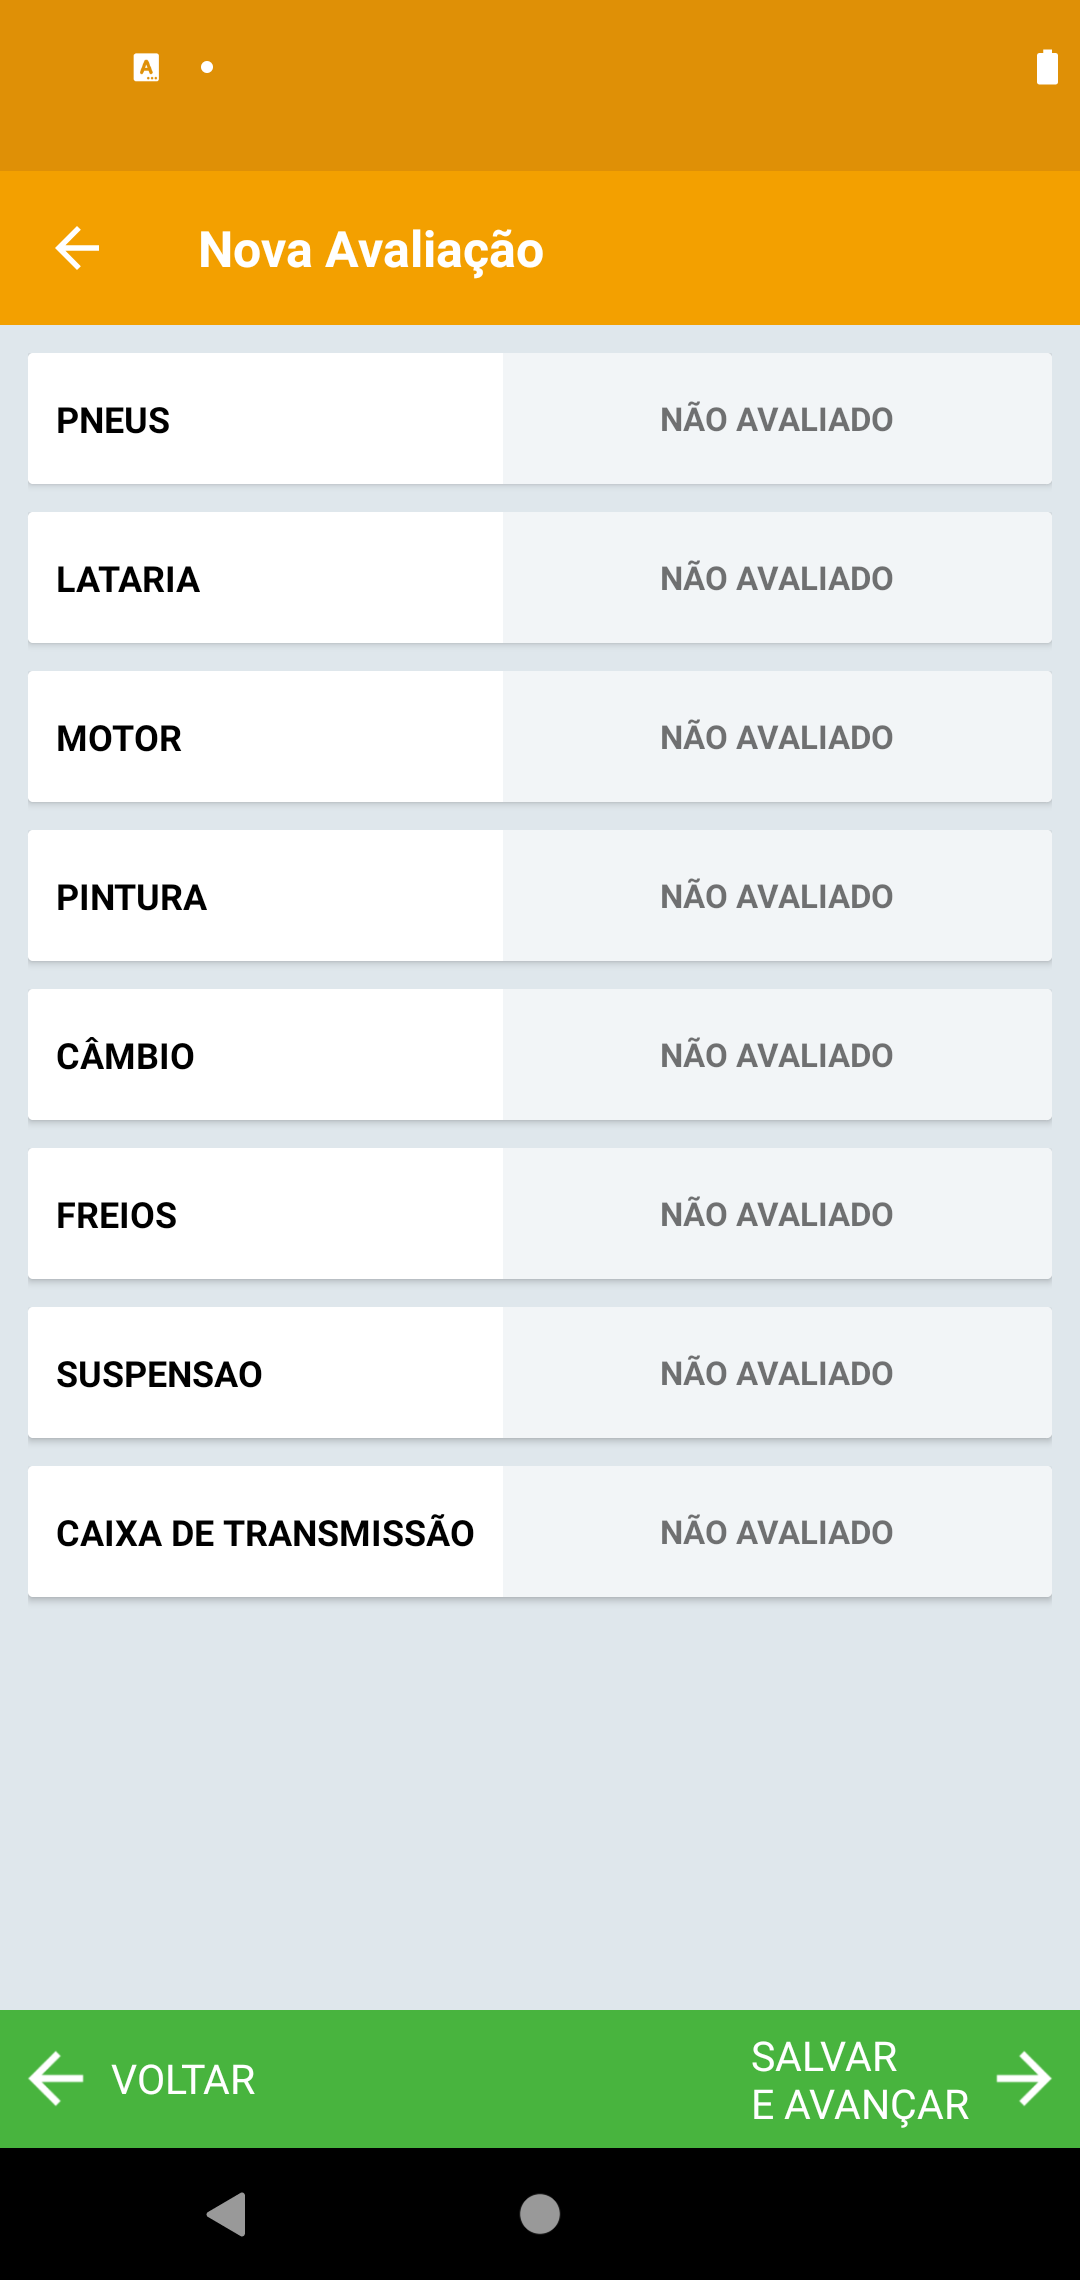 Nova Avaliação
PNEUS NÃO AVALIADO
LATARIA NÃO AVALIADO
MOTOR NÃO AVALIADO
PINTURA NÃO AVALIADO
CÂMBIO NÃO AVALIADO
FREIOS NÃO AVALIADO
SUSPENSAO NÃO AVALIADO
CAIXA DE TRANSMISSÃO NÃO AVALIADO
VOLTAR
SALVAR
E AVANÇAR